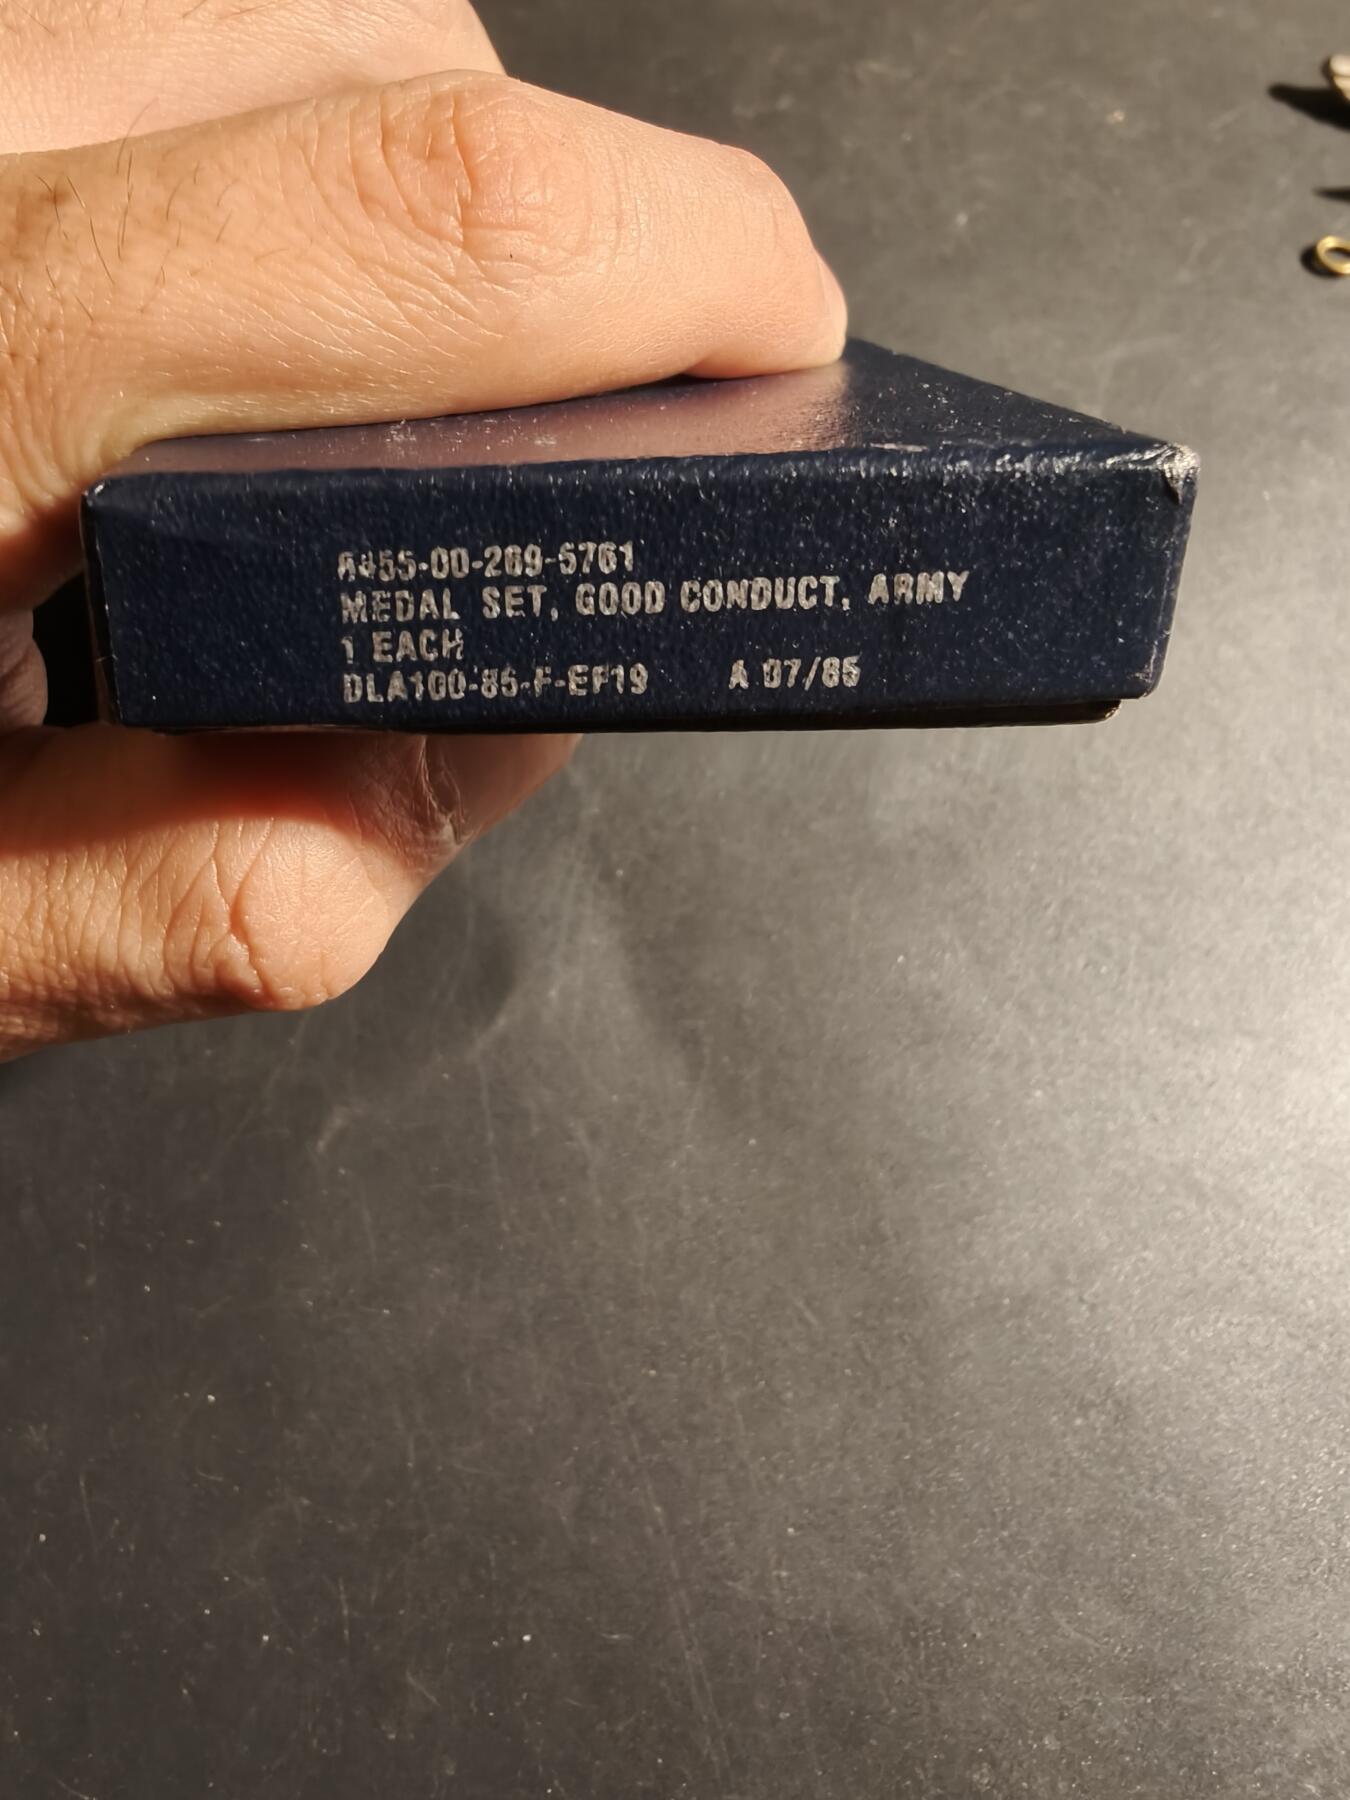 8455-00-269-5761
MEDAL SET, GOOD CONDUCT, ARMY
1 EACH
DLA100-85-F-EF19 A 07/85